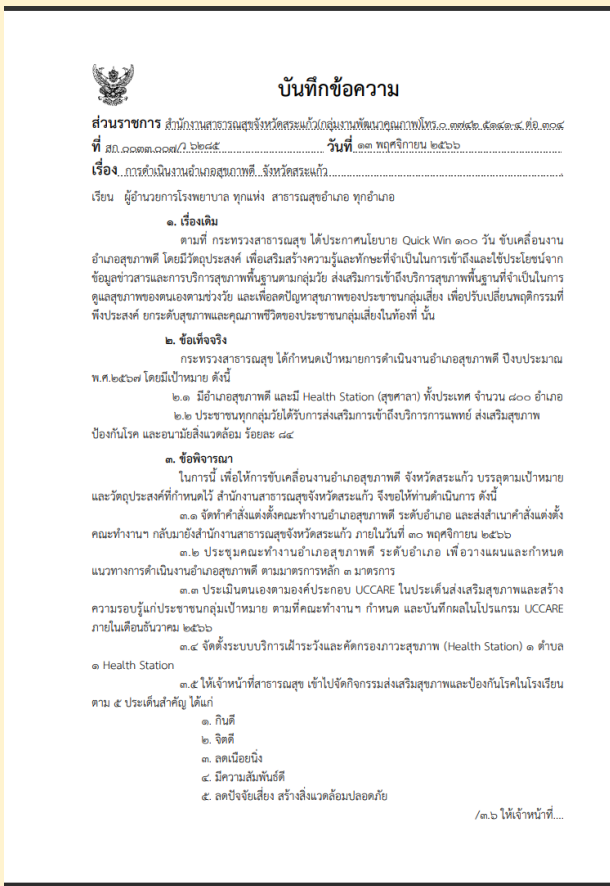 บันทึกข้อความ
ส่วนราชการ สำนักงานสาธารณสุขจังหวัดสระแก้ว(กลุ่มงานพัฒนาคุณภาพ)โทร.๐ ๓๗๔๒ ๕๑๔๑-๔ ต่อ ๓๐๔
ที่ สก ๐๐๓๓.๐๐๗/ว ๖๒๘๕ วันที่ ๑๓ พฤศจิกายน ๒๕๖๖
เรื่อง การดำเนินงานอำเภอสุขภาพดี จังหวัดสระแก้ว
เรียน ผู้อำนวยการโรงพยาบาล ทุกแห่ง สาธารณสุขอำเภอ ทุกอำเภอ
๑. เรื่องเดิม
ตามที่ กระทรวงสาธารณสุข ได้ประกาศนโยบาย Quick Win ๑๐๐ วัน ขับเคลื่อนงาน
อำเภอสุขภาพดี โดยมีวัตถุประสงค์ เพื่อเสริมสร้างความรู้และทักษะที่จำเป็นในการเข้าถึงและใช้ประโยชน์จาก
ข้อมูลข่าวสารและการบริการสุขภาพพื้นฐานตามกลุ่มวัย ส่งเสริมการเข้าถึงบริการสุขภาพพื้นฐานที่จำเป็นในการ
ดูแลสุขภาพของตนเองตามช่วงวัย และเพื่อลดปัญหาสุขภาพของประชาชนกลุ่มเสี่ยง เพื่อปรับเปลี่ยนพฤติกรรมที่
พึงประสงค์ ยกระดับสุขภาพและคุณภาพชีวิตของประชาชนกลุ่มเสี่ยงในท้องที่ นั้น
๒. ข้อเท็จจริง
กระทรวงสาธารณสุข ได้กำหนดเป้าหมายการดำเนินงานอำเภอสุขภาพดี ปีงบประมาณ
พ.ศ.๒๕๖๗ โดยมีเป้าหมาย ดังนี้
๒.๑ มีอำเภอสุขภาพดี และมี Health Station (สุขศาลา) ทั้งประเทศ จำนวน ๘๐๐ อำเภอ
๒.๒ ประชาชนทุกกลุ่มวัยได้รับการส่งเสริมการเข้าถึงบริการการแพทย์ ส่งเสริมสุขภาพ
ป้องกันโรค และอนามัยสิ่งแวดล้อม ร้อยละ ๘๔
๓. ข้อพิจารณา
ในการนี้ เพื่อให้การขับเคลื่อนงานอำเภอสุขภาพดี จังหวัดสระแก้ว บรรลุตามเป้าหมาย
และวัตถุประสงค์ที่กำหนดไว้ สำนักงานสาธารณสุขจังหวัดสระแก้ว จึงขอให้ท่านดำเนินการ ดังนี้
๓.๑ จัดทำคำสั่งแต่งตั้งคณะทำงานอำเภอสุขภาพดี ระดับอำเภอ และส่งสำเนาคำสั่งแต่งตั้ง
คณะทำงานฯ กลับมายังสำนักงานสาธารณสุขจังหวัดสระแก้ว ภายในวันที่ ๓๐ พฤศจิกายน ๒๕๖๖
๓.๒ ประชุมคณะทำงานอำเภอสุขภาพดี ระดับอำเภอ เพื่อวางแผนและกำหนด
แนวทางการดำเนินงานอำเภอสุขภาพดี ตามมาตรการหลัก ๓ มาตรการ
๓.๓ ประเมินตนเองตามองค์ประกอบ UCCARE ในประเด็นส่งเสริมสุขภาพและสร้าง
ความรอบรู้แก่ประชาชนกลุ่มเป้าหมาย ตามที่คณะทำงานฯ กำหนด และบันทึกผลในโปรแกรม UCCARE
ภายในเดือนธันวาคม ๒๕๖๖
๓.๔ จัดตั้งระบบบริการเฝ้าระวังและคัดกรองภาวะสุขภาพ (Health Station) ๑ ตำบล
๑ Health Station
๓.๕ ให้เจ้าหน้าที่สาธารณสุข เข้าไปจัดกิจกรรมส่งเสริมสุขภาพและป้องกันโรคในโรงเรียน
ตาม ๕ ประเด็นสำคัญ ได้แก่
๑. กินดี
๒. จิตดี
๓. ลดเนือยนิ่ง
๔. มีความสัมพันธ์ดี
๕. ลดปัจจัยเสี่ยง สร้างสิ่งแวดล้อมปลอดภัย
/๓.๖ ให้เจ้าหน้าที่....